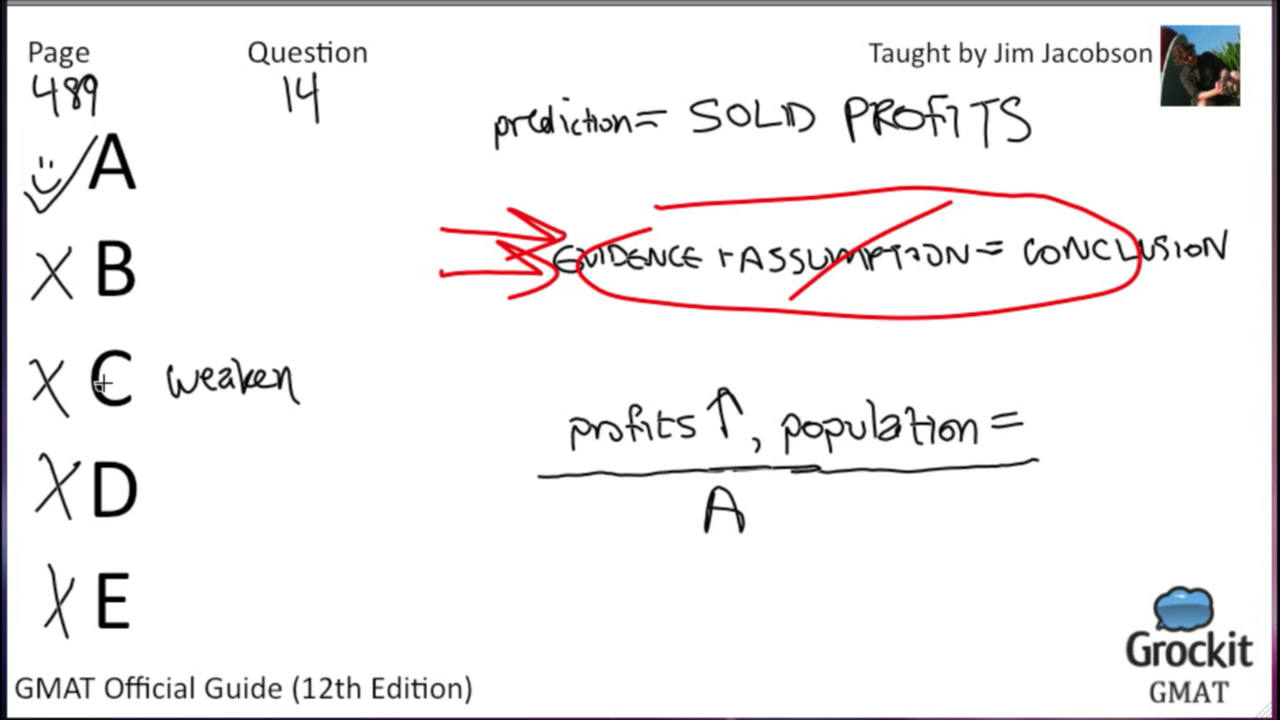 Page Question Taught by Jim Jacobson
489 14
prediction = SOLID PROFITS
A
EVIDENCE + ASSUMPTION = CONCLUSION
X B
X C weaken
profits ↑, population =
X D
A
X E
Grockit
GMAT
GMAT Official Guide (12th Edition)